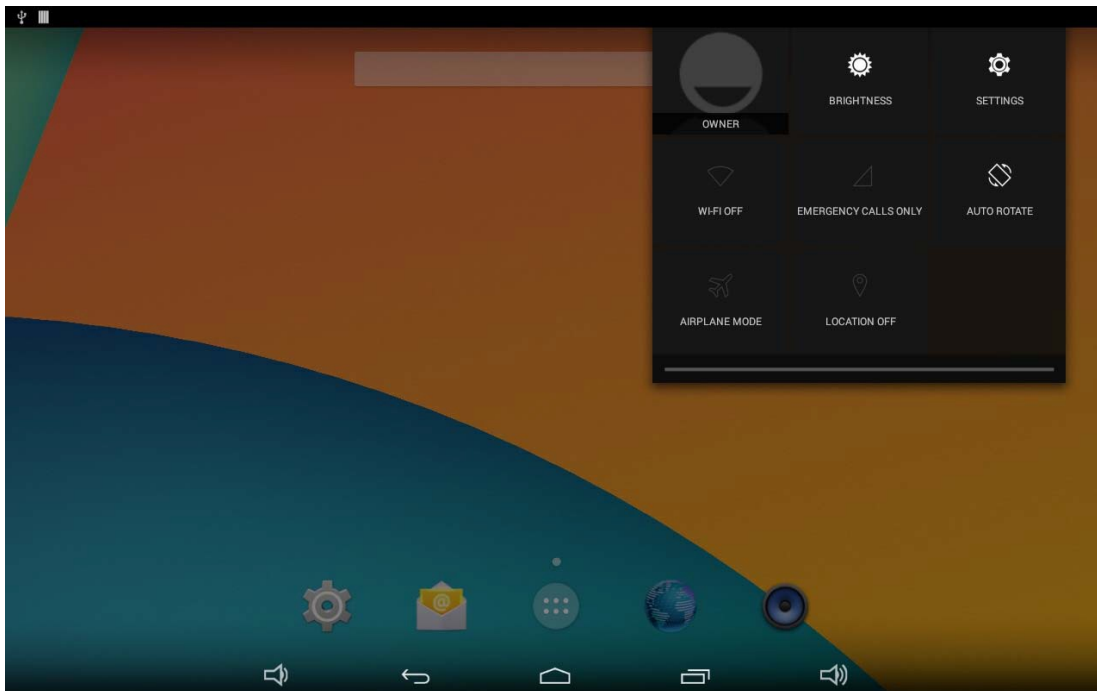 BRIGHTNESS
SETTINGS
OWNER
WI-FI OFF
EMERGENCY CALLS ONLY
AUTO ROTATE
AIRPLANE MODE
LOCATION OFF
@